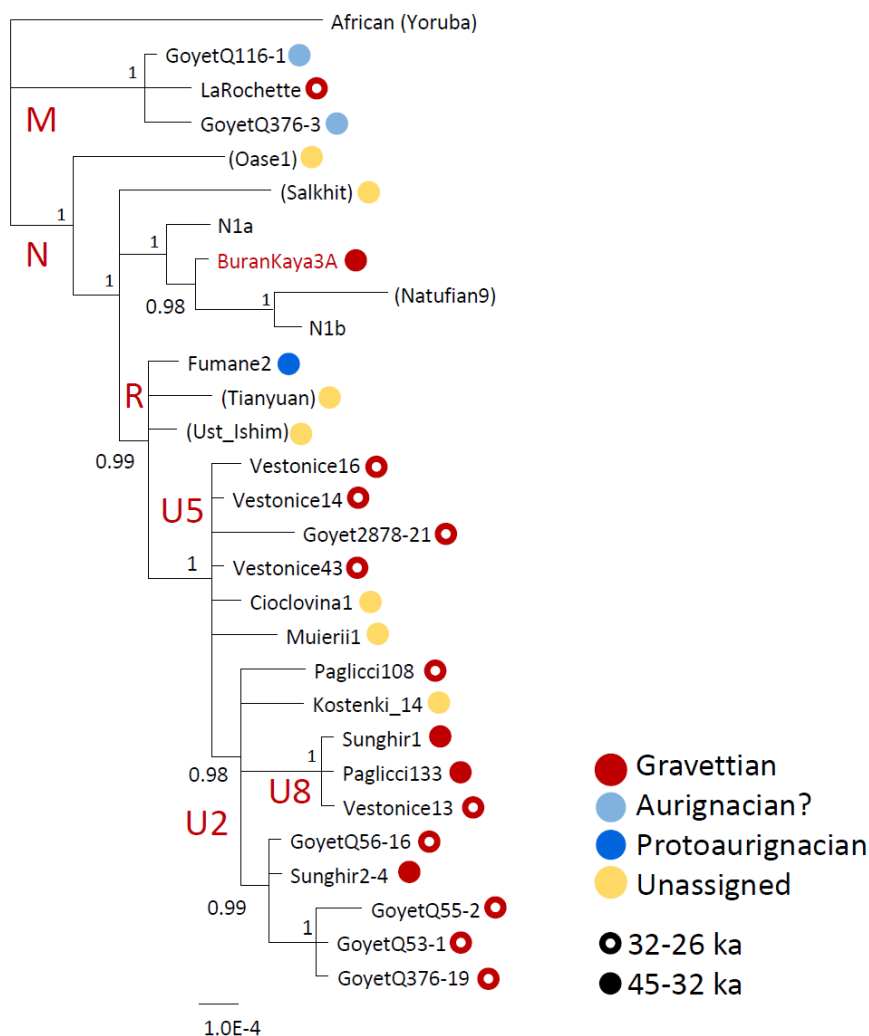 African (Yoruba)
GoyetQ116-1
1
LaRochette
M
GoyetQ376-3
(Oase1)
(Salkhit)
1
N
N1a
1
BuranKaya3A
1
(Natufian9)
0.98
1
N1b
Fumane2
R
(Tianyuan)
(Ust_Ishim)
0.99
Vestonice16
U5
Vestonice14
Goyet2878-21
1
Vestonice43
Cioclovina1
Muierii1
Paglicci108
Kostenki_14
Sunghir1
1
0.98
U8
Paglicci133
Vestonice13
U2
GoyetQ56-16
Sunghir2-4
0.99
GoyetQ55-2
1
GoyetQ53-1
GoyetQ376-19
1.0E-4
Gravettian
Aurignacian?
Protoaurignacian
Unassigned
32-26 ka
45-32 ka